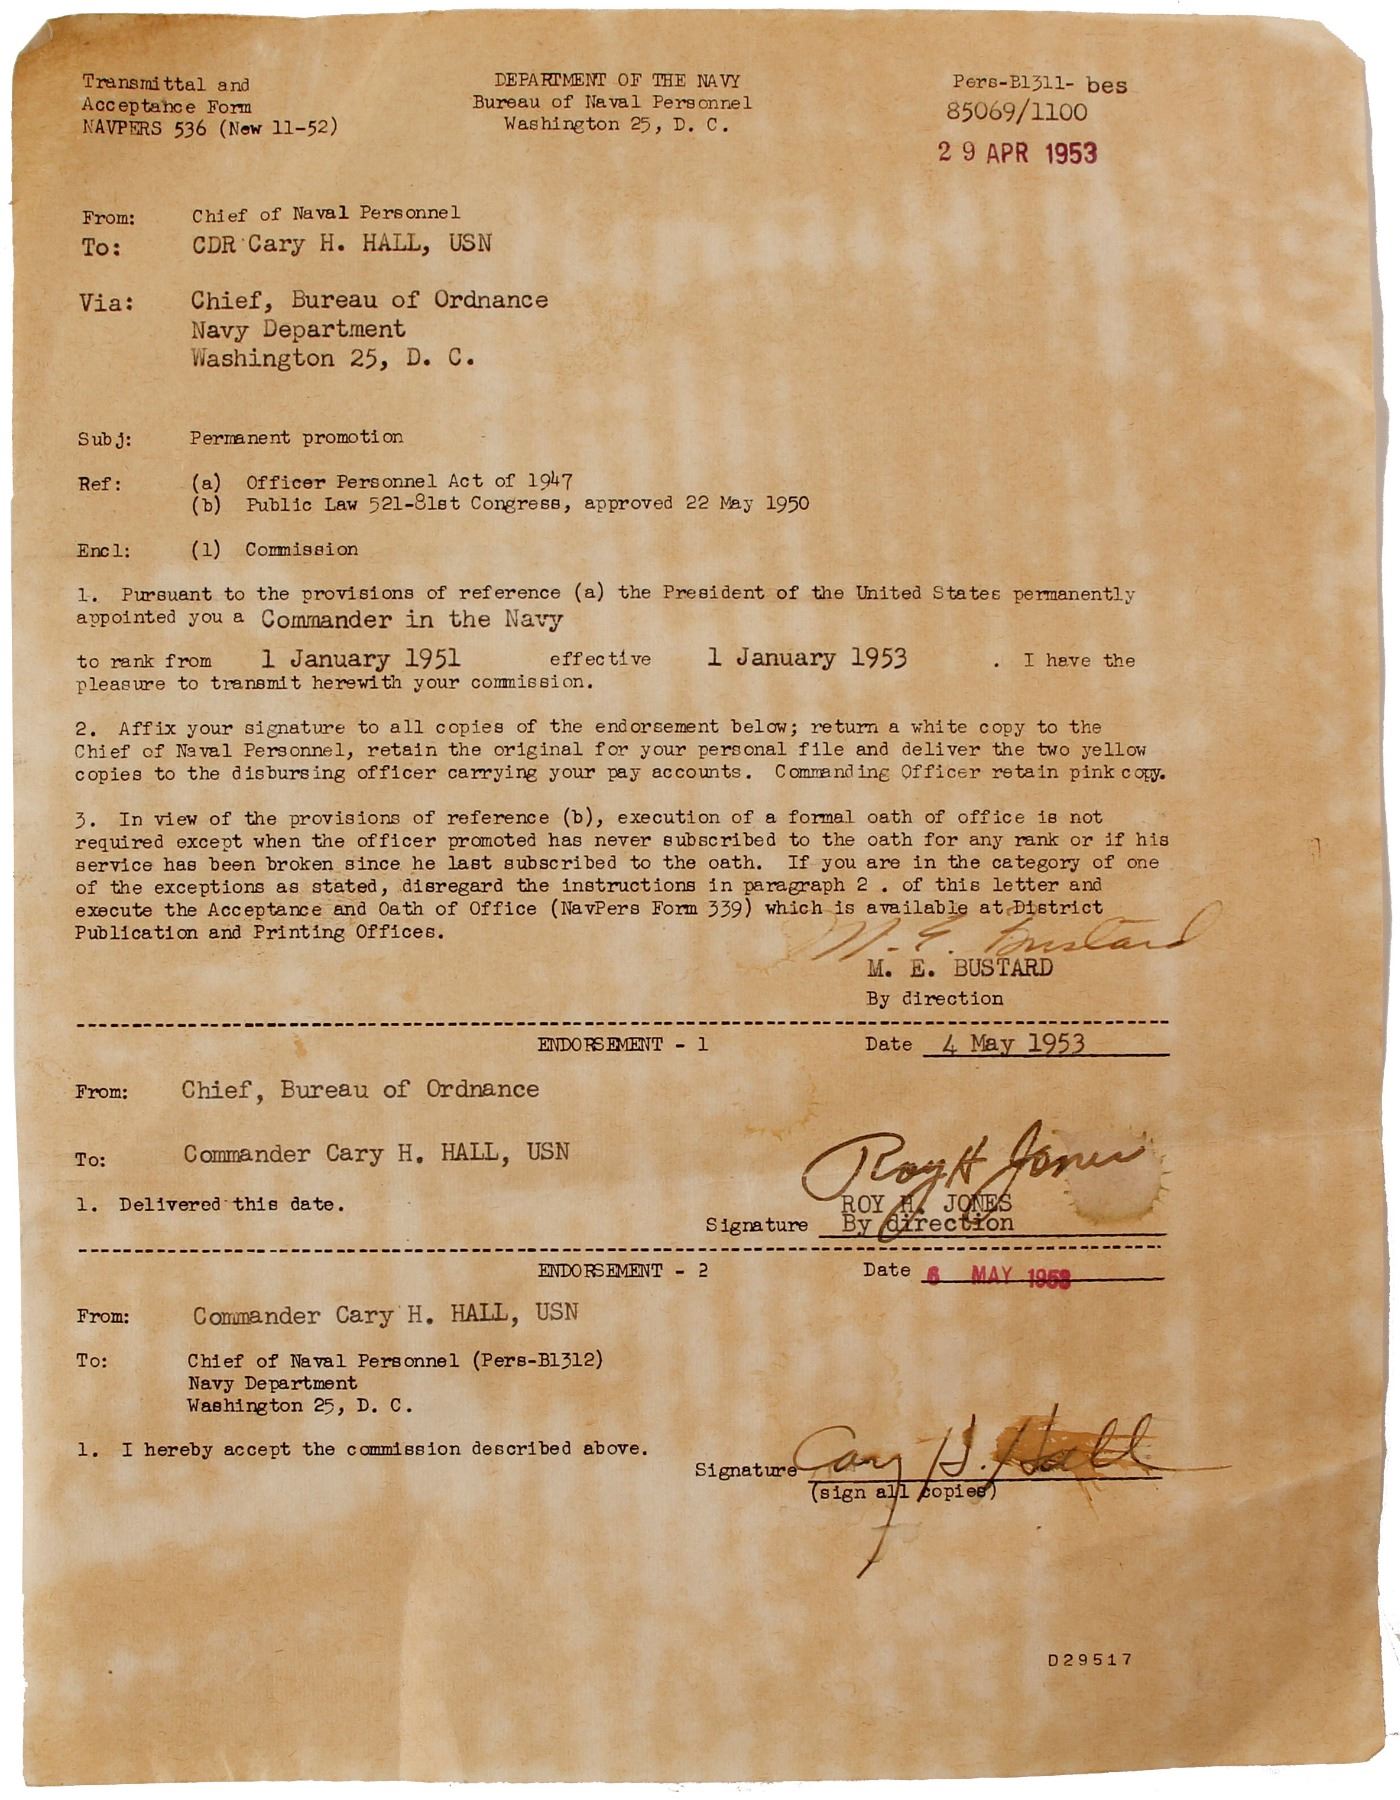 Transmittal and
Acceptance Form
NAVPERS 536 (New 11-52)
DEPARTMENT OF THE NAVY
Bureau of Naval Personnel
Washington 25, D. C.
Pers-B1311- bes
85069/1100
29 APR 1953
From: Chief of Naval Personnel
To: CDR Cary H. HALL, USN
Via: Chief, Bureau of Ordnance
Navy Department
Washington 25, D. C.
Subj: Permanent promotion
Ref: (a) Officer Personnel Act of 1947
(b) Public Law 521-81st Congress, approved 22 May 1950
Encl: (1) Commission
1. Pursuant to the provisions of reference (a) the President of the United States permanently
appointed you a Commander in the Navy
to rank from 1 January 1951 effective 1 January 1953 . I have the
pleasure to transmit herewith your commission.
2. Affix your signature to all copies of the endorsement below; return a white copy to the
Chief of Naval Personnel, retain the original for your personal file and deliver the two yellow
copies to the disbursing officer carrying your pay accounts. Commanding Officer retain pink copy.
3. In view of the provisions of reference (b), execution of a formal oath of office is not
required except when the officer promoted has never subscribed to the oath for any rank or if his
service has been broken since he last subscribed to the oath. If you are in the category of one
of the exceptions as stated, disregard the instructions in paragraph 2 . of this letter and
execute the Acceptance and Oath of Office (NavPers Form 339) which is available at District
Publication and Printing Offices.
M. E. Bustard
M. E. BUSTARD
By direction
ENDORSEMENT - 1 Date 4 May 1953
From: Chief, Bureau of Ordnance
To: Commander Cary H. HALL, USN
Roy H Jones
1. Delivered this date.
ROY H. JONES
Signature By direction
ENDORSEMENT - 2 Date 6 MAY 1953
From: Commander Cary H. HALL, USN
To: Chief of Naval Personnel (Pers-B1312)
Navy Department
Washington 25, D. C.
1. I hereby accept the commission described above.
Signature Cary H. Hall
(sign all copies)
D29517